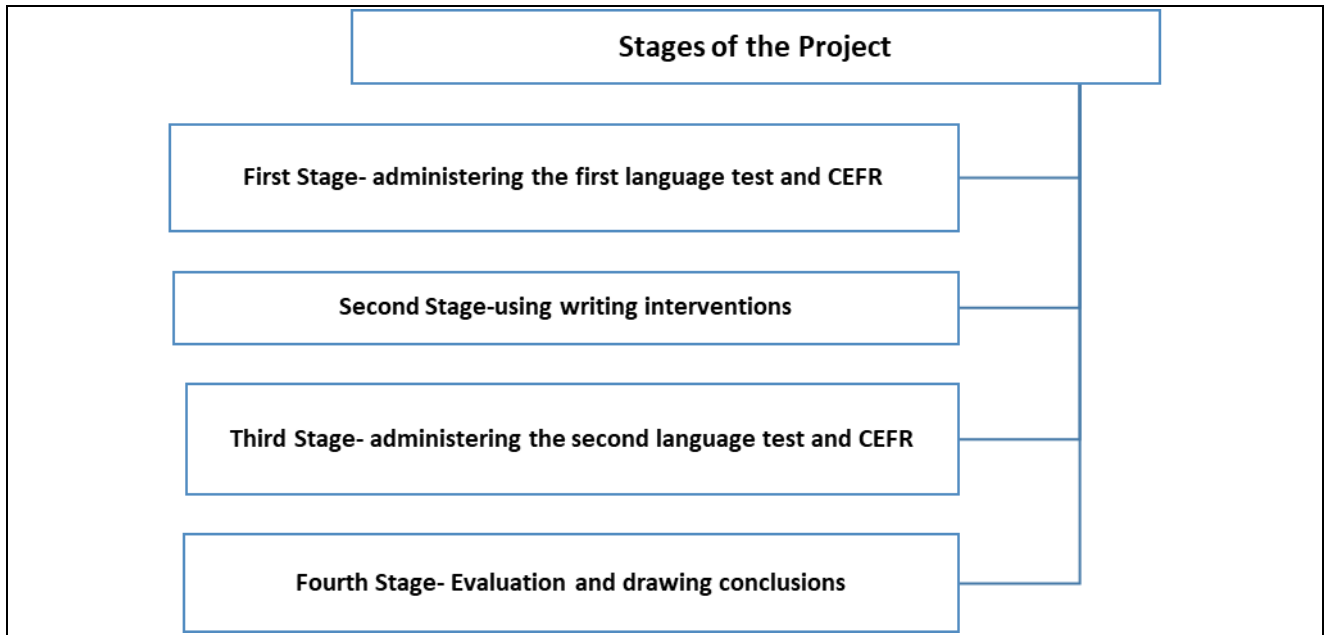 Stages of the Project
First Stage- administering the first language test and CEFR
Second Stage-using writing interventions
Third Stage- administering the second language test and CEFR
Fourth Stage- Evaluation and drawing conclusions